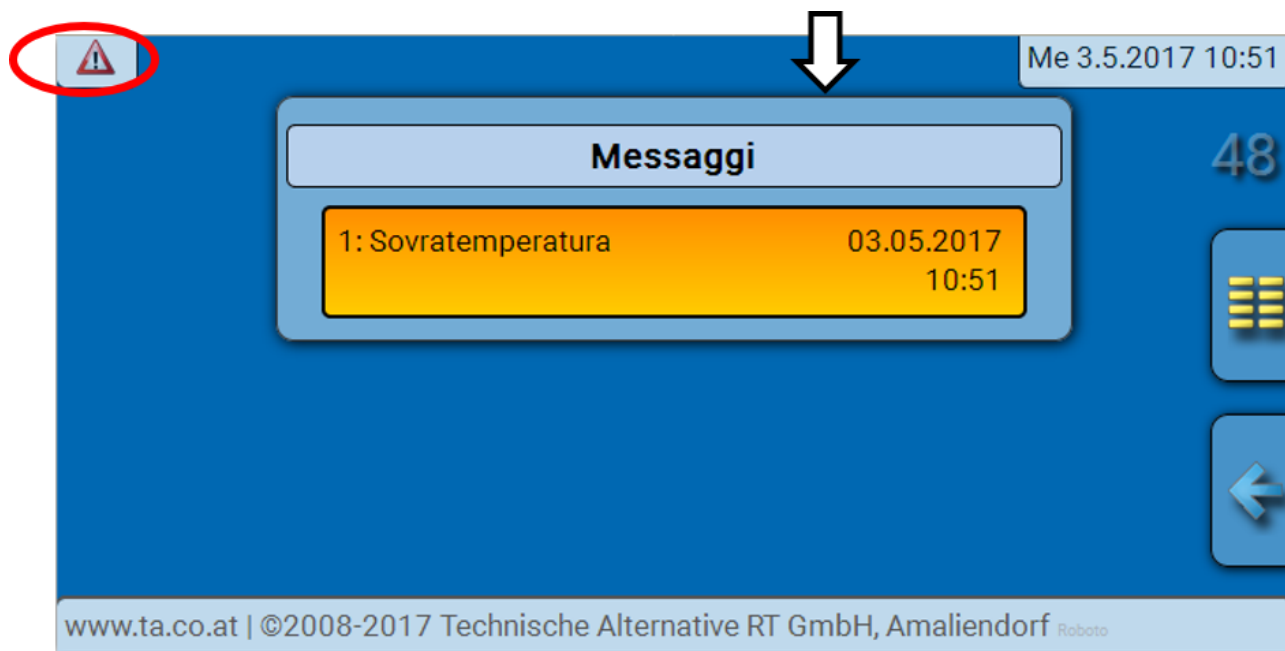 Me 3.5.2017 10:51
Messaggi
48
1: Sovratemperatura 03.05.2017
10:51
www.ta.co.at | ©2008-2017 Technische Alternative RT GmbH, Amaliendorf Roboto